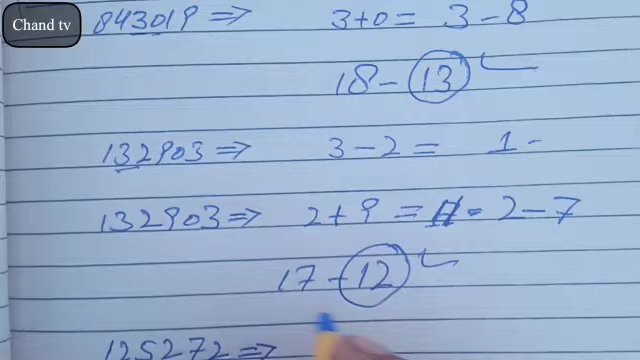 Chand tv
843019 ⇒ 3+0 = 3 - 8
18 - 13
132903 ⇒ 3 - 2 = 1 -
132903 ⇒ 2 + 9 = = 2 - 7
17 - 12
125272 ⇒